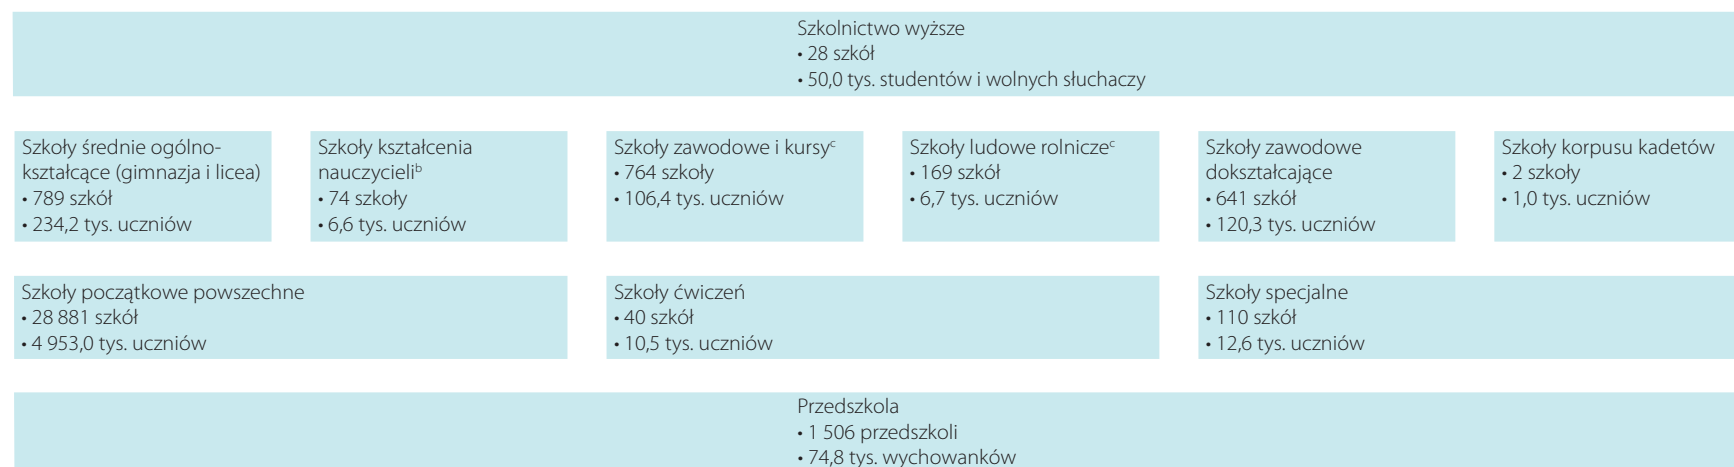 Szkolnictwo wyższe
• 28 szkół
• 50,0 tys. studentów i wolnych słuchaczy
Szkoły średnie ogólno-
kształcące (gimnazja i licea)
• 789 szkół
• 234,2 tys. uczniów
Szkoły kształcenia
nauczycieliᵇ
• 74 szkoły
• 6,6 tys. uczniów
Szkoły zawodowe i kursyᶜ
• 764 szkoły
• 106,4 tys. uczniów
Szkoły ludowe rolniczeᶜ
• 169 szkół
• 6,7 tys. uczniów
Szkoły zawodowe
dokształcające
• 641 szkół
• 120,3 tys. uczniów
Szkoły korpusu kadetów
• 2 szkoły
• 1,0 tys. uczniów
Szkoły początkowe powszechne
• 28 881 szkół
• 4 953,0 tys. uczniów
Szkoły ćwiczeń
• 40 szkół
• 10,5 tys. uczniów
Szkoły specjalne
• 110 szkół
• 12,6 tys. uczniów
Przedszkola
• 1 506 przedszkoli
• 74,8 tys. wychowanków